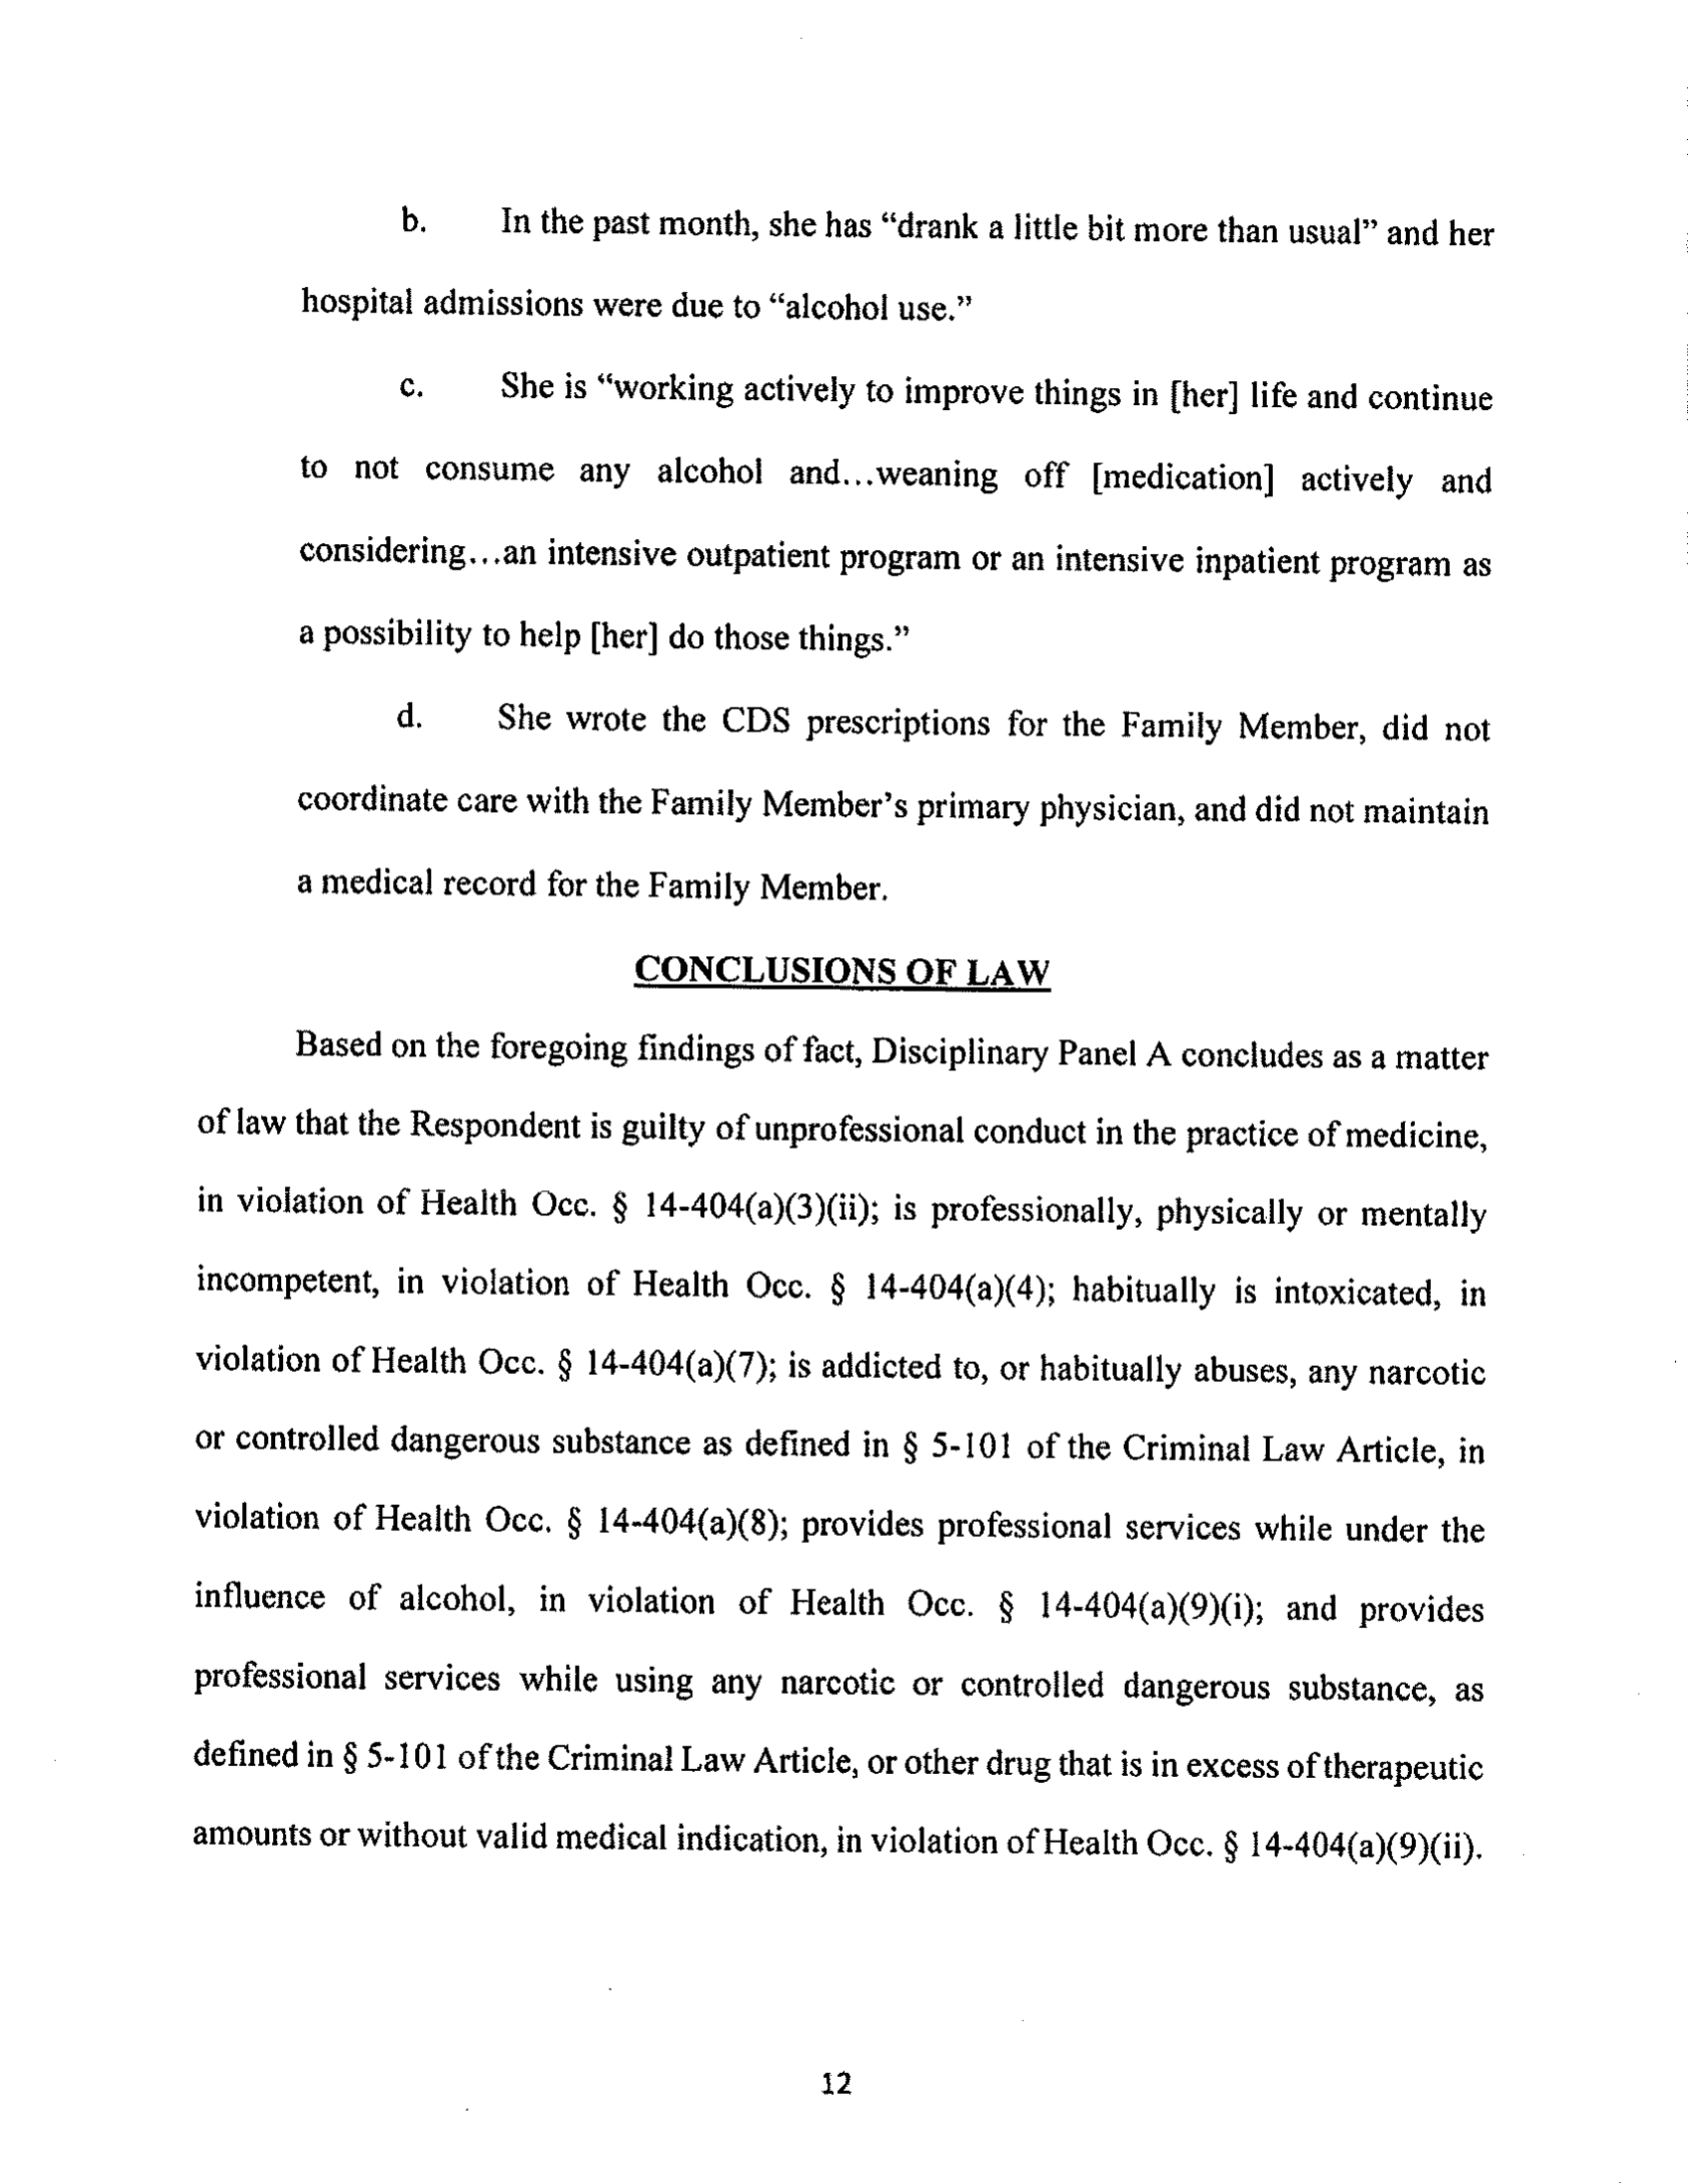 b. In the past month, she has “drank a little bit more than usual” and her
hospital admissions were due to “alcohol use.”
c. She is “working actively to improve things in [her] life and continue
to not consume any alcohol and...weaning off [medication] actively and
considering...an intensive outpatient program or an intensive inpatient program as
a possibility to help [her] do those things.”
d. She wrote the CDS prescriptions for the Family Member, did not
coordinate care with the Family Member’s primary physician, and did not maintain
a medical record for the Family Member.
CONCLUSIONS OF LAW
Based on the foregoing findings of fact, Disciplinary Panel A concludes as a matter
of law that the Respondent is guilty of unprofessional conduct in the practice of medicine,
in violation of Health Occ. § 14-404(a)(3)(ii); is professionally, physically or mentally
incompetent, in violation of Health Occ. § 14-404(a)(4); habitually is intoxicated, in
violation of Health Occ. § 14-404(a)(7); is addicted to, or habitually abuses, any narcotic
or controlled dangerous substance as defined in § 5-101 of the Criminal Law Article, in
violation of Health Occ. § 14-404(a)(8); provides professional services while under the
influence of alcohol, in violation of Health Occ. § 14-404(a)(9)(i); and provides
professional services while using any narcotic or controlled dangerous substance, as
defined in § 5-101 of the Criminal Law Article, or other drug that is in excess of therapeutic
amounts or without valid medical indication, in violation of Health Occ. § 14-404(a)(9)(ii).
12